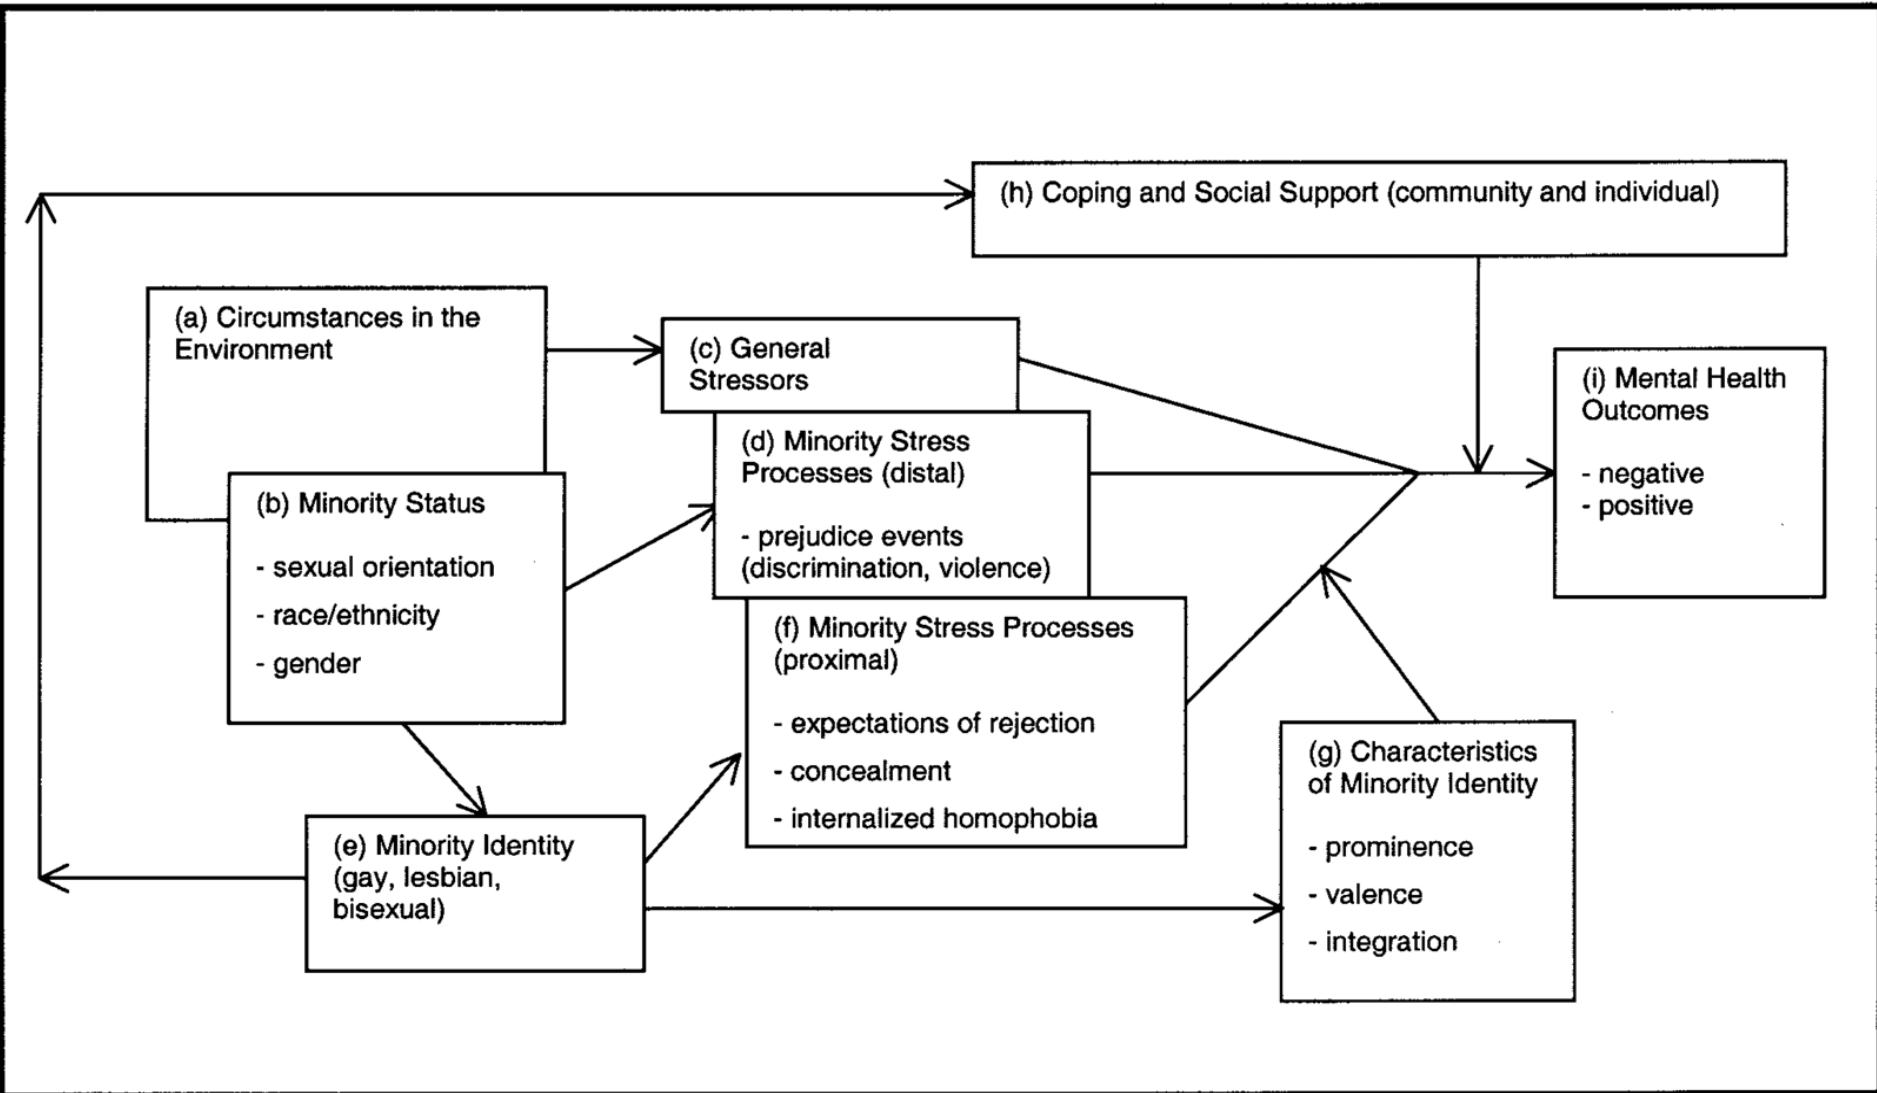 (h) Coping and Social Support (community and individual)
(a) Circumstances in the
Environment
(c) General
Stressors
(i) Mental Health
Outcomes
- negative
- positive
(d) Minority Stress
Processes (distal)
- prejudice events
(discrimination, violence)
(b) Minority Status
- sexual orientation
- race/ethnicity
- gender
(f) Minority Stress Processes
(proximal)
- expectations of rejection
- concealment
- internalized homophobia
(g) Characteristics
of Minority Identity
- prominence
- valence
- integration
(e) Minority Identity
(gay, lesbian,
bisexual)